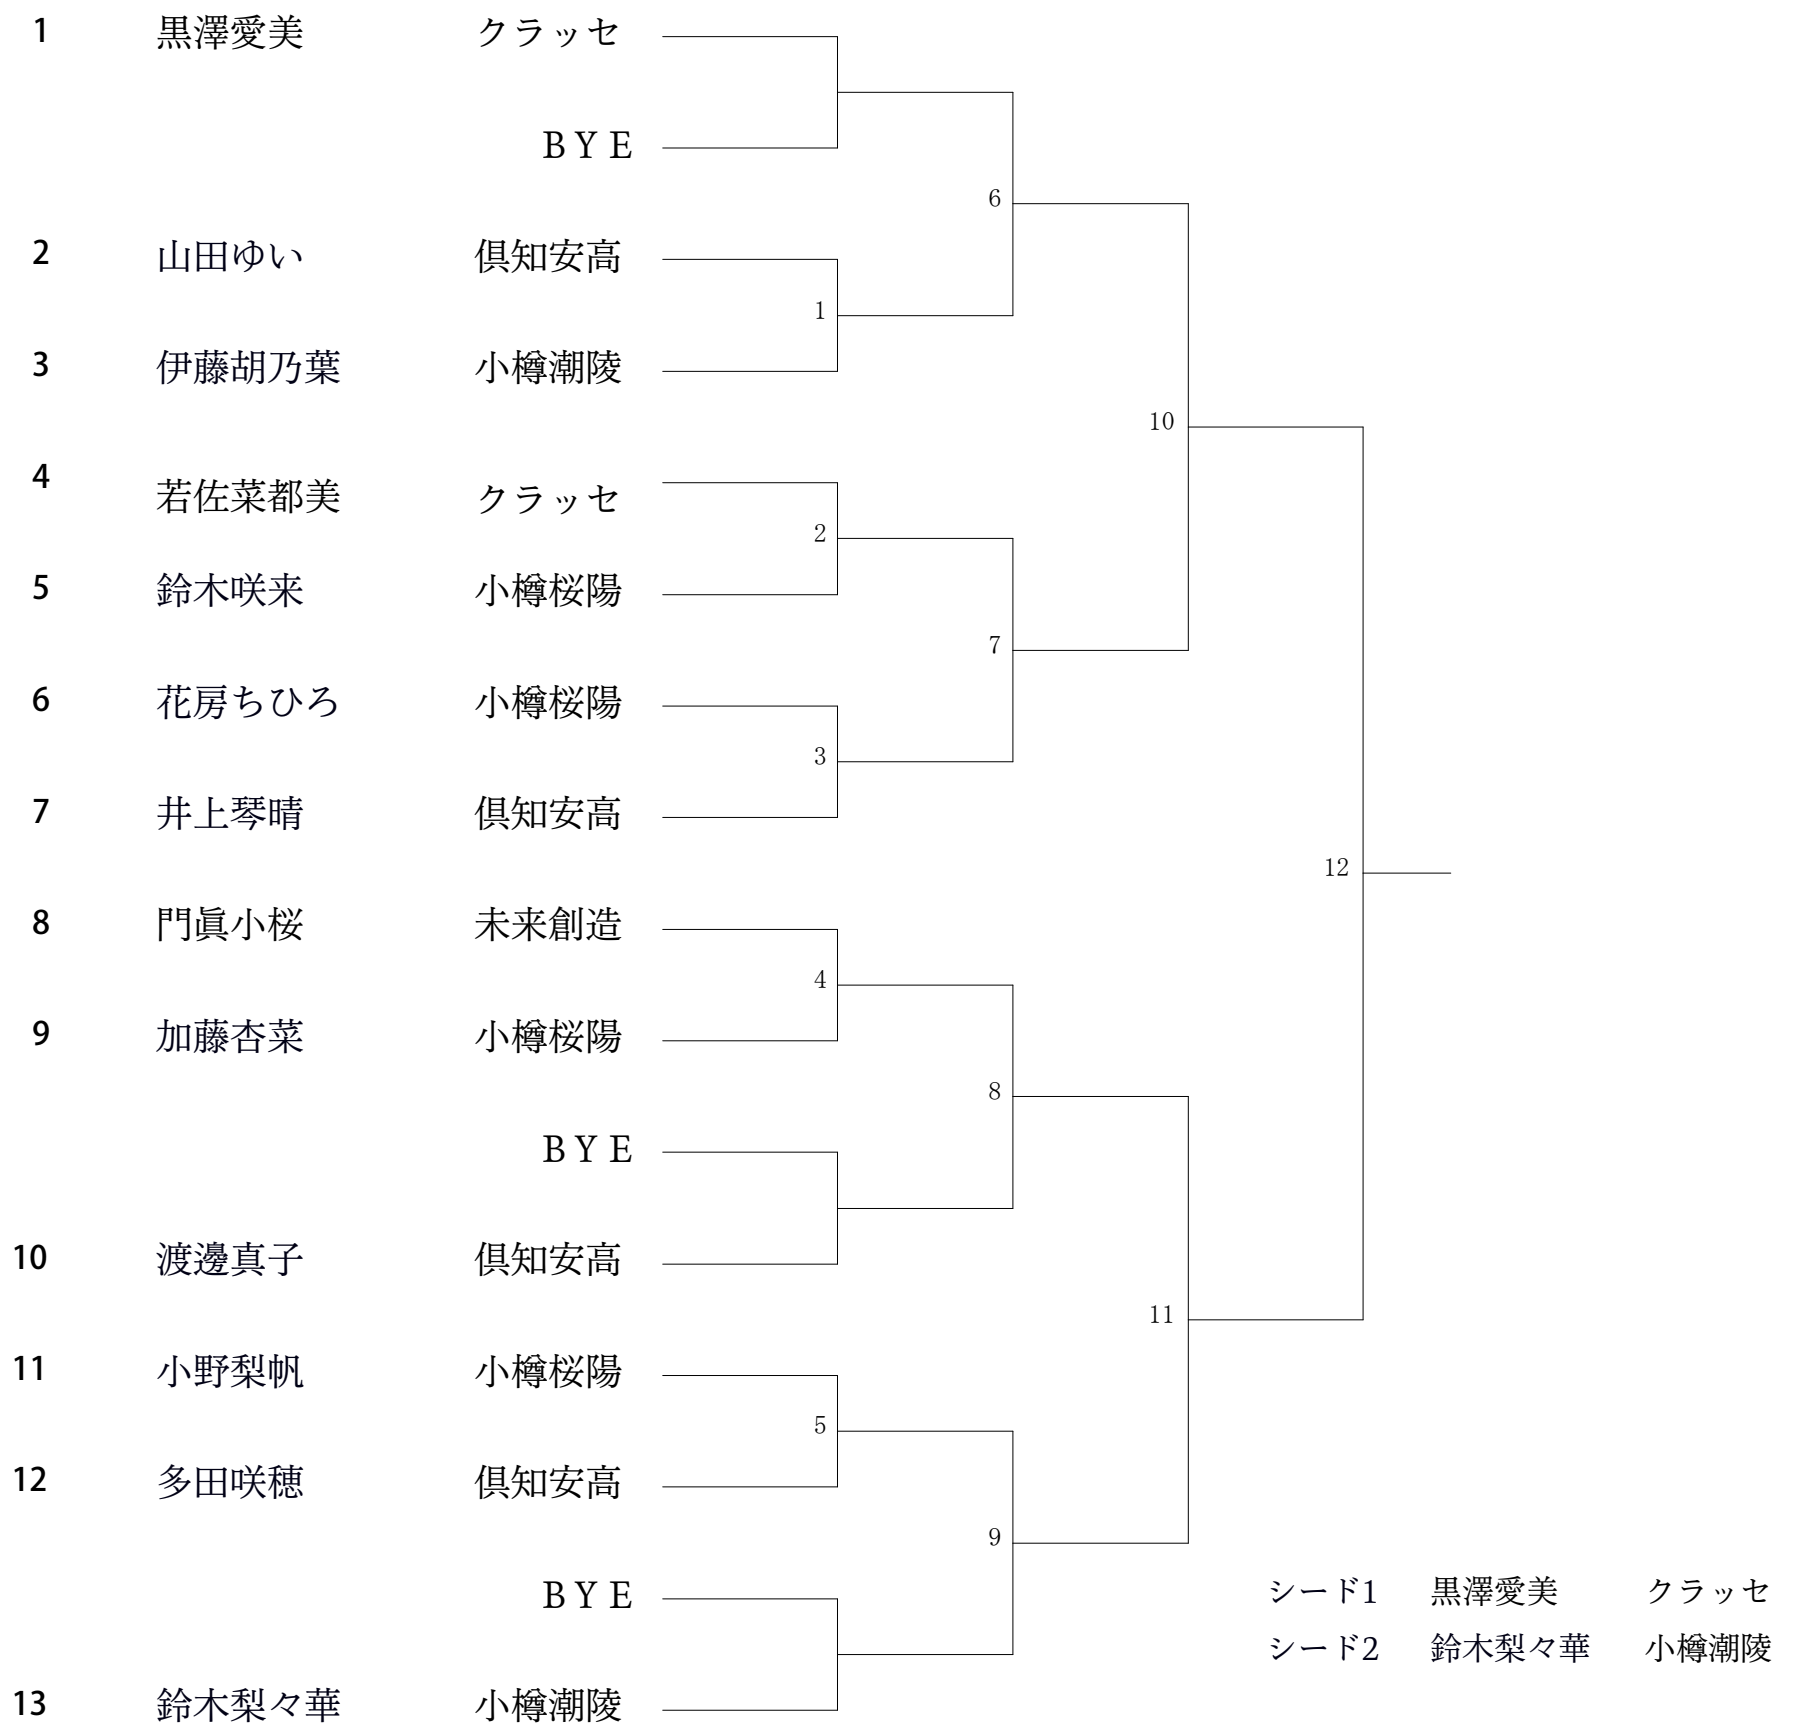 1 黒澤愛美 クラッセ
BYE
6
2 山田ゆい 倶知安高
1
3 伊藤胡乃葉 小樽潮陵
10
4 若佐菜都美 クラッセ
2
5 鈴木咲来 小樽桜陽
7
6 花房ちひろ 小樽桜陽
3
7 井上琴晴 倶知安高
12
8 門眞小桜 未来創造
4
9 加藤杏菜 小樽桜陽
8
BYE
10 渡邊真子 倶知安高
11
11 小野梨帆 小樽桜陽
5
12 多田咲穂 倶知安高
9
BYE
シード1 黒澤愛美 クラッセ
シード2 鈴木梨々華 小樽潮陵
13 鈴木梨々華 小樽潮陵